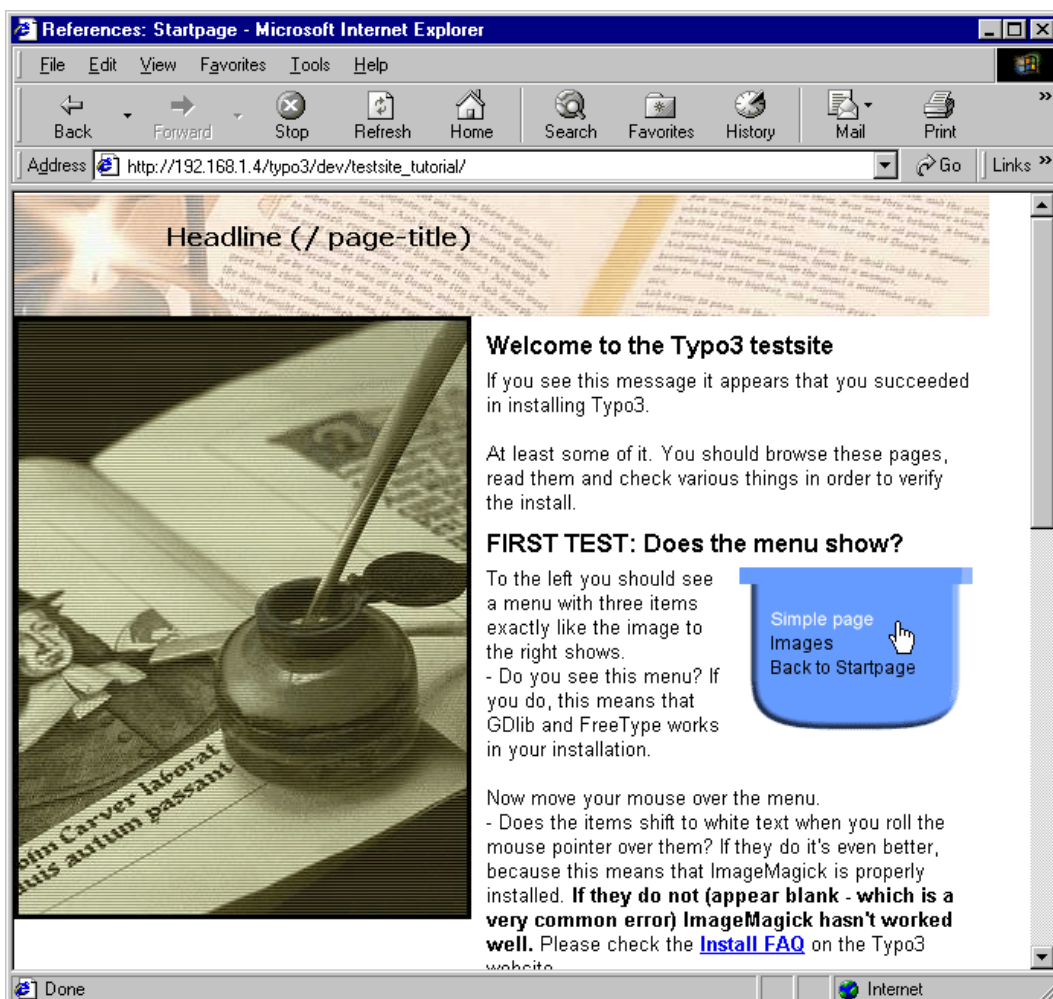 References: Startpage - Microsoft Internet Explorer
File Edit View Favorites Tools Help
Back Forward Stop Refresh Home Search Favorites History Mail Print »
Address http://192.168.1.4/typo3/dev/testsite_tutorial/ Go Links »
Headline (/ page-title)
Welcome to the Typo3 testsite
If you see this message it appears that you succeeded
in installing Typo3.
At least some of it. You should browse these pages,
read them and check various things in order to verify
the install.
FIRST TEST: Does the menu show?
To the left you should see
a menu with three items
exactly like the image to
the right shows.
- Do you see this menu? If
you do, this means that
GDlib and FreeType works
in your installation.
Simple page
Images
Back to Startpage
Now move your mouse over the menu.
- Does the items shift to white text when you roll the
mouse pointer over them? If they do it's even better,
because this means that ImageMagick is properly
installed. If they do not (appear blank - which is a
very common error) ImageMagick hasn't worked
well. Please check the Install FAQ on the Typo3
website
Carver laborat
autum passant
Done Internet